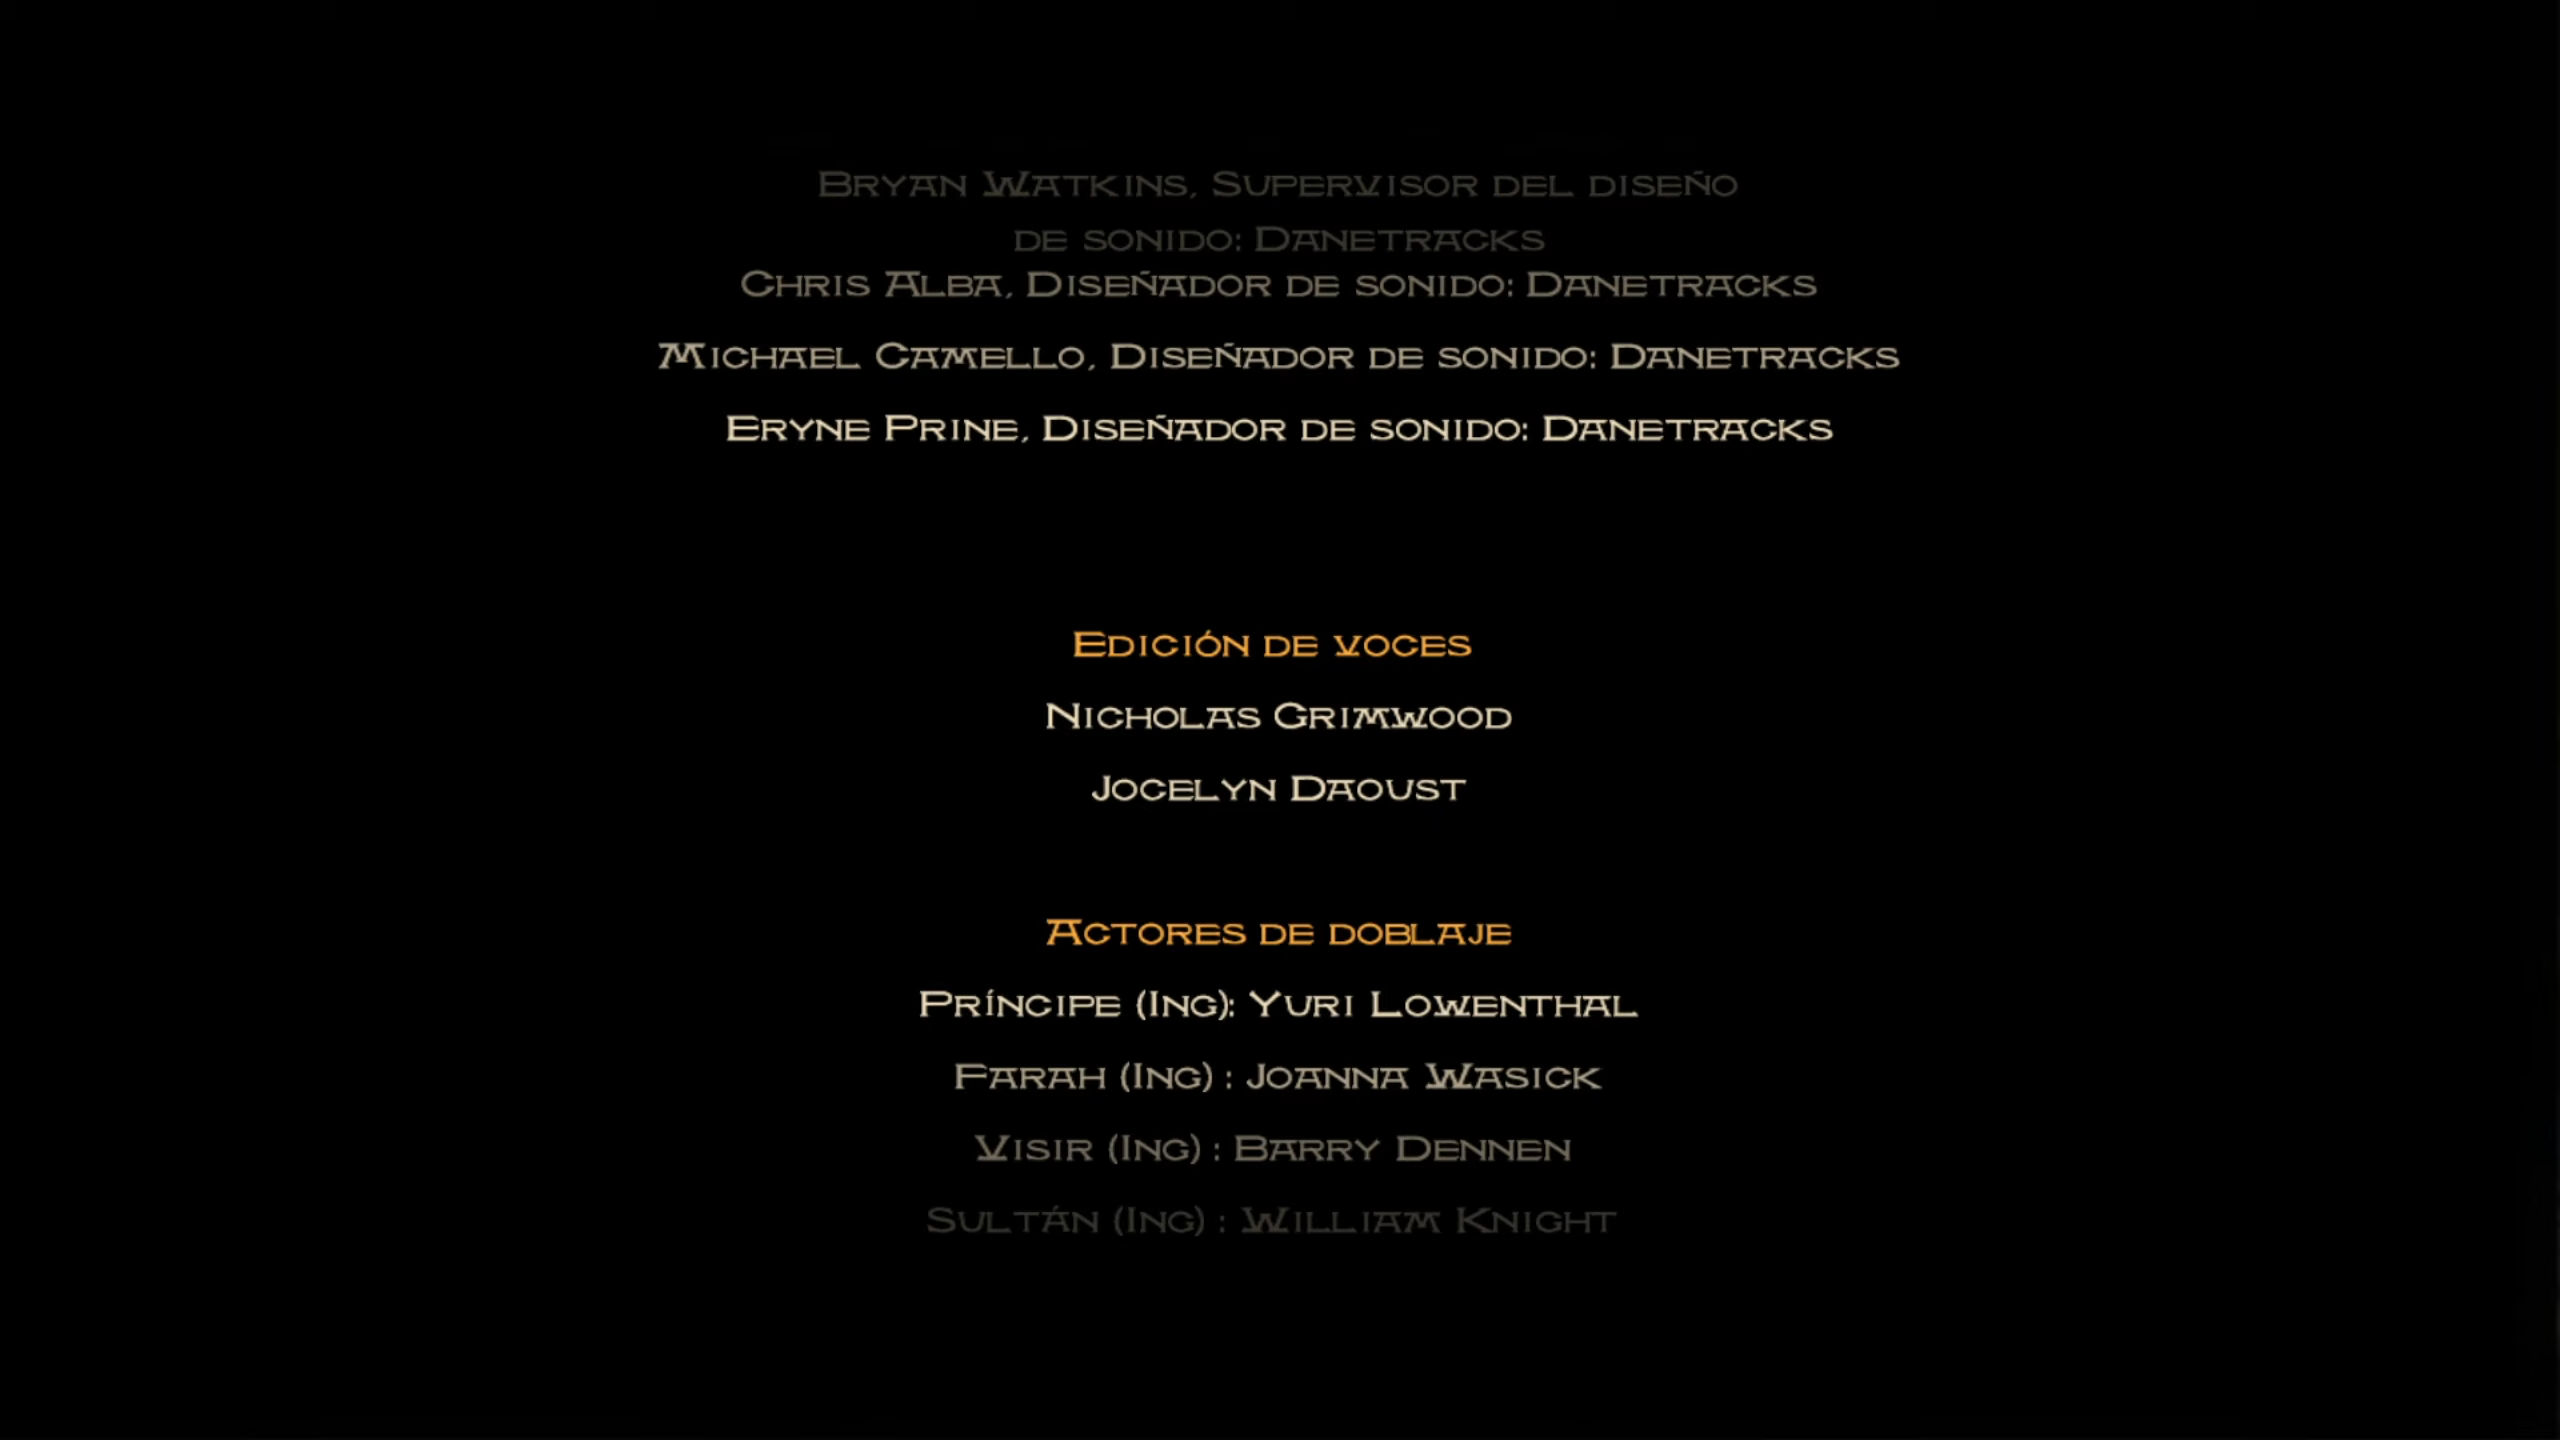 Bryan Watkins, Supervisor del diseño
de sonido: Danetracks
Chris Alba, Diseñador de sonido: Danetracks
Michael Camello, Diseñador de sonido: Danetracks
Eryne Prine, Diseñador de sonido: Danetracks
Edición de voces
Nicholas Grimwood
Jocelyn Daoust
Actores de doblaje
Príncipe (Ing): Yuri Lowenthal
Farah (Ing) : Joanna Wasick
Visir (Ing) : Barry Dennen
Sultán (Ing) : William Knight